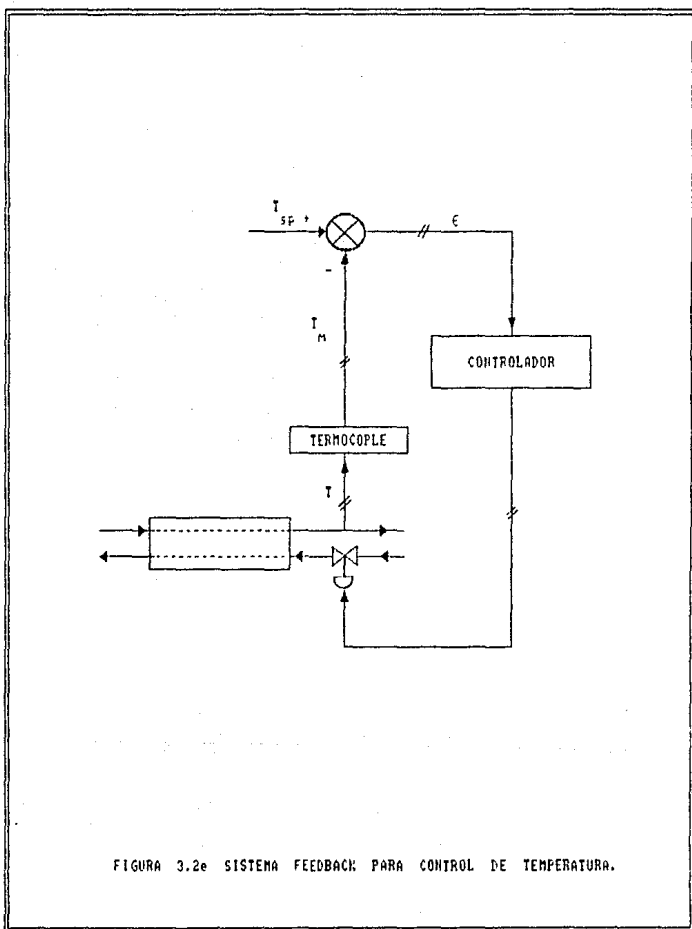 T sp +
ϵ
-
T M
CONTROLADOR
TERMOCOPLE
T
FIGURA 3.2e SISTEMA FEEDBACK PARA CONTROL DE TEMPERATURA.